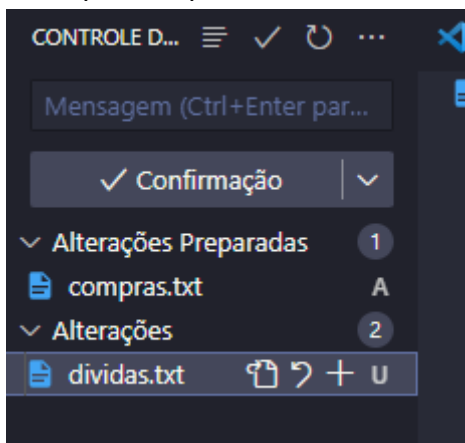 CONTROLE D...
Mensagem (Ctrl+Enter par...
Confirmação
Alterações Preparadas 1
compras.txt A
Alterações 2
dividas.txt U